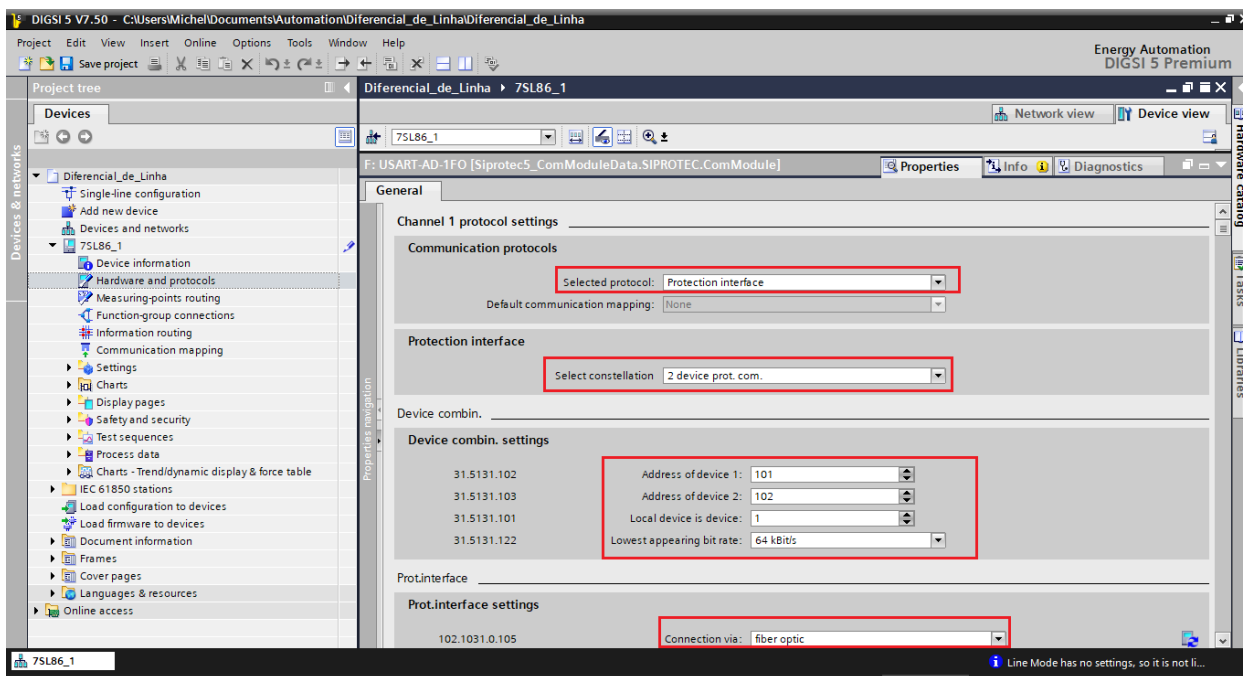 DIGSI 5 V7.50 - C:\Users\Michel\Documents\Automation\Diferencial_de_Linha\Diferencial_de_Linha
Project Edit View Insert Online Options Tools Window Help
Save project
Energy Automation
DIGSI 5 Premium
Project tree
Diferencial_de_Linha 7SL86_1
Devices
Network view
Device view
7SL86_1
F: USART-AD-1FO [Siprotec5_ComModuleData.SIPROTEC.ComModule]
Properties
Info
Diagnostics
General
Devices & networks
Diferencial_de_Linha
Single-line configuration
Add new device
Devices and networks
7SL86_1
Device information
Hardware and protocols
Measuring-points routing
Function-group connections
Information routing
Communication mapping
Settings
Charts
Display pages
Safety and security
Test sequences
Process data
Charts - Trend/dynamic display & force table
IEC 61850 stations
Load configuration to devices
Load firmware to devices
Document information
Frames
Cover pages
Languages & resources
Online access
Properties navigation
Channel 1 protocol settings
Communication protocols
Selected protocol: Protection interface
Default communication mapping: None
Protection interface
Select constellation 2 device prot. com.
Device combin.
Device combin. settings
31.5131.102 Address of device 1: 101
31.5131.103 Address of device 2: 102
31.5131.101 Local device is device: 1
31.5131.122 Lowest appearing bit rate: 64 kBit/s
Prot.interface
Prot.interface settings
102.1031.0.105 Connection via: fiber optic
Hardware catalog
Tasks
Libraries
7SL86_1
Line Mode has no settings, so it is not li...